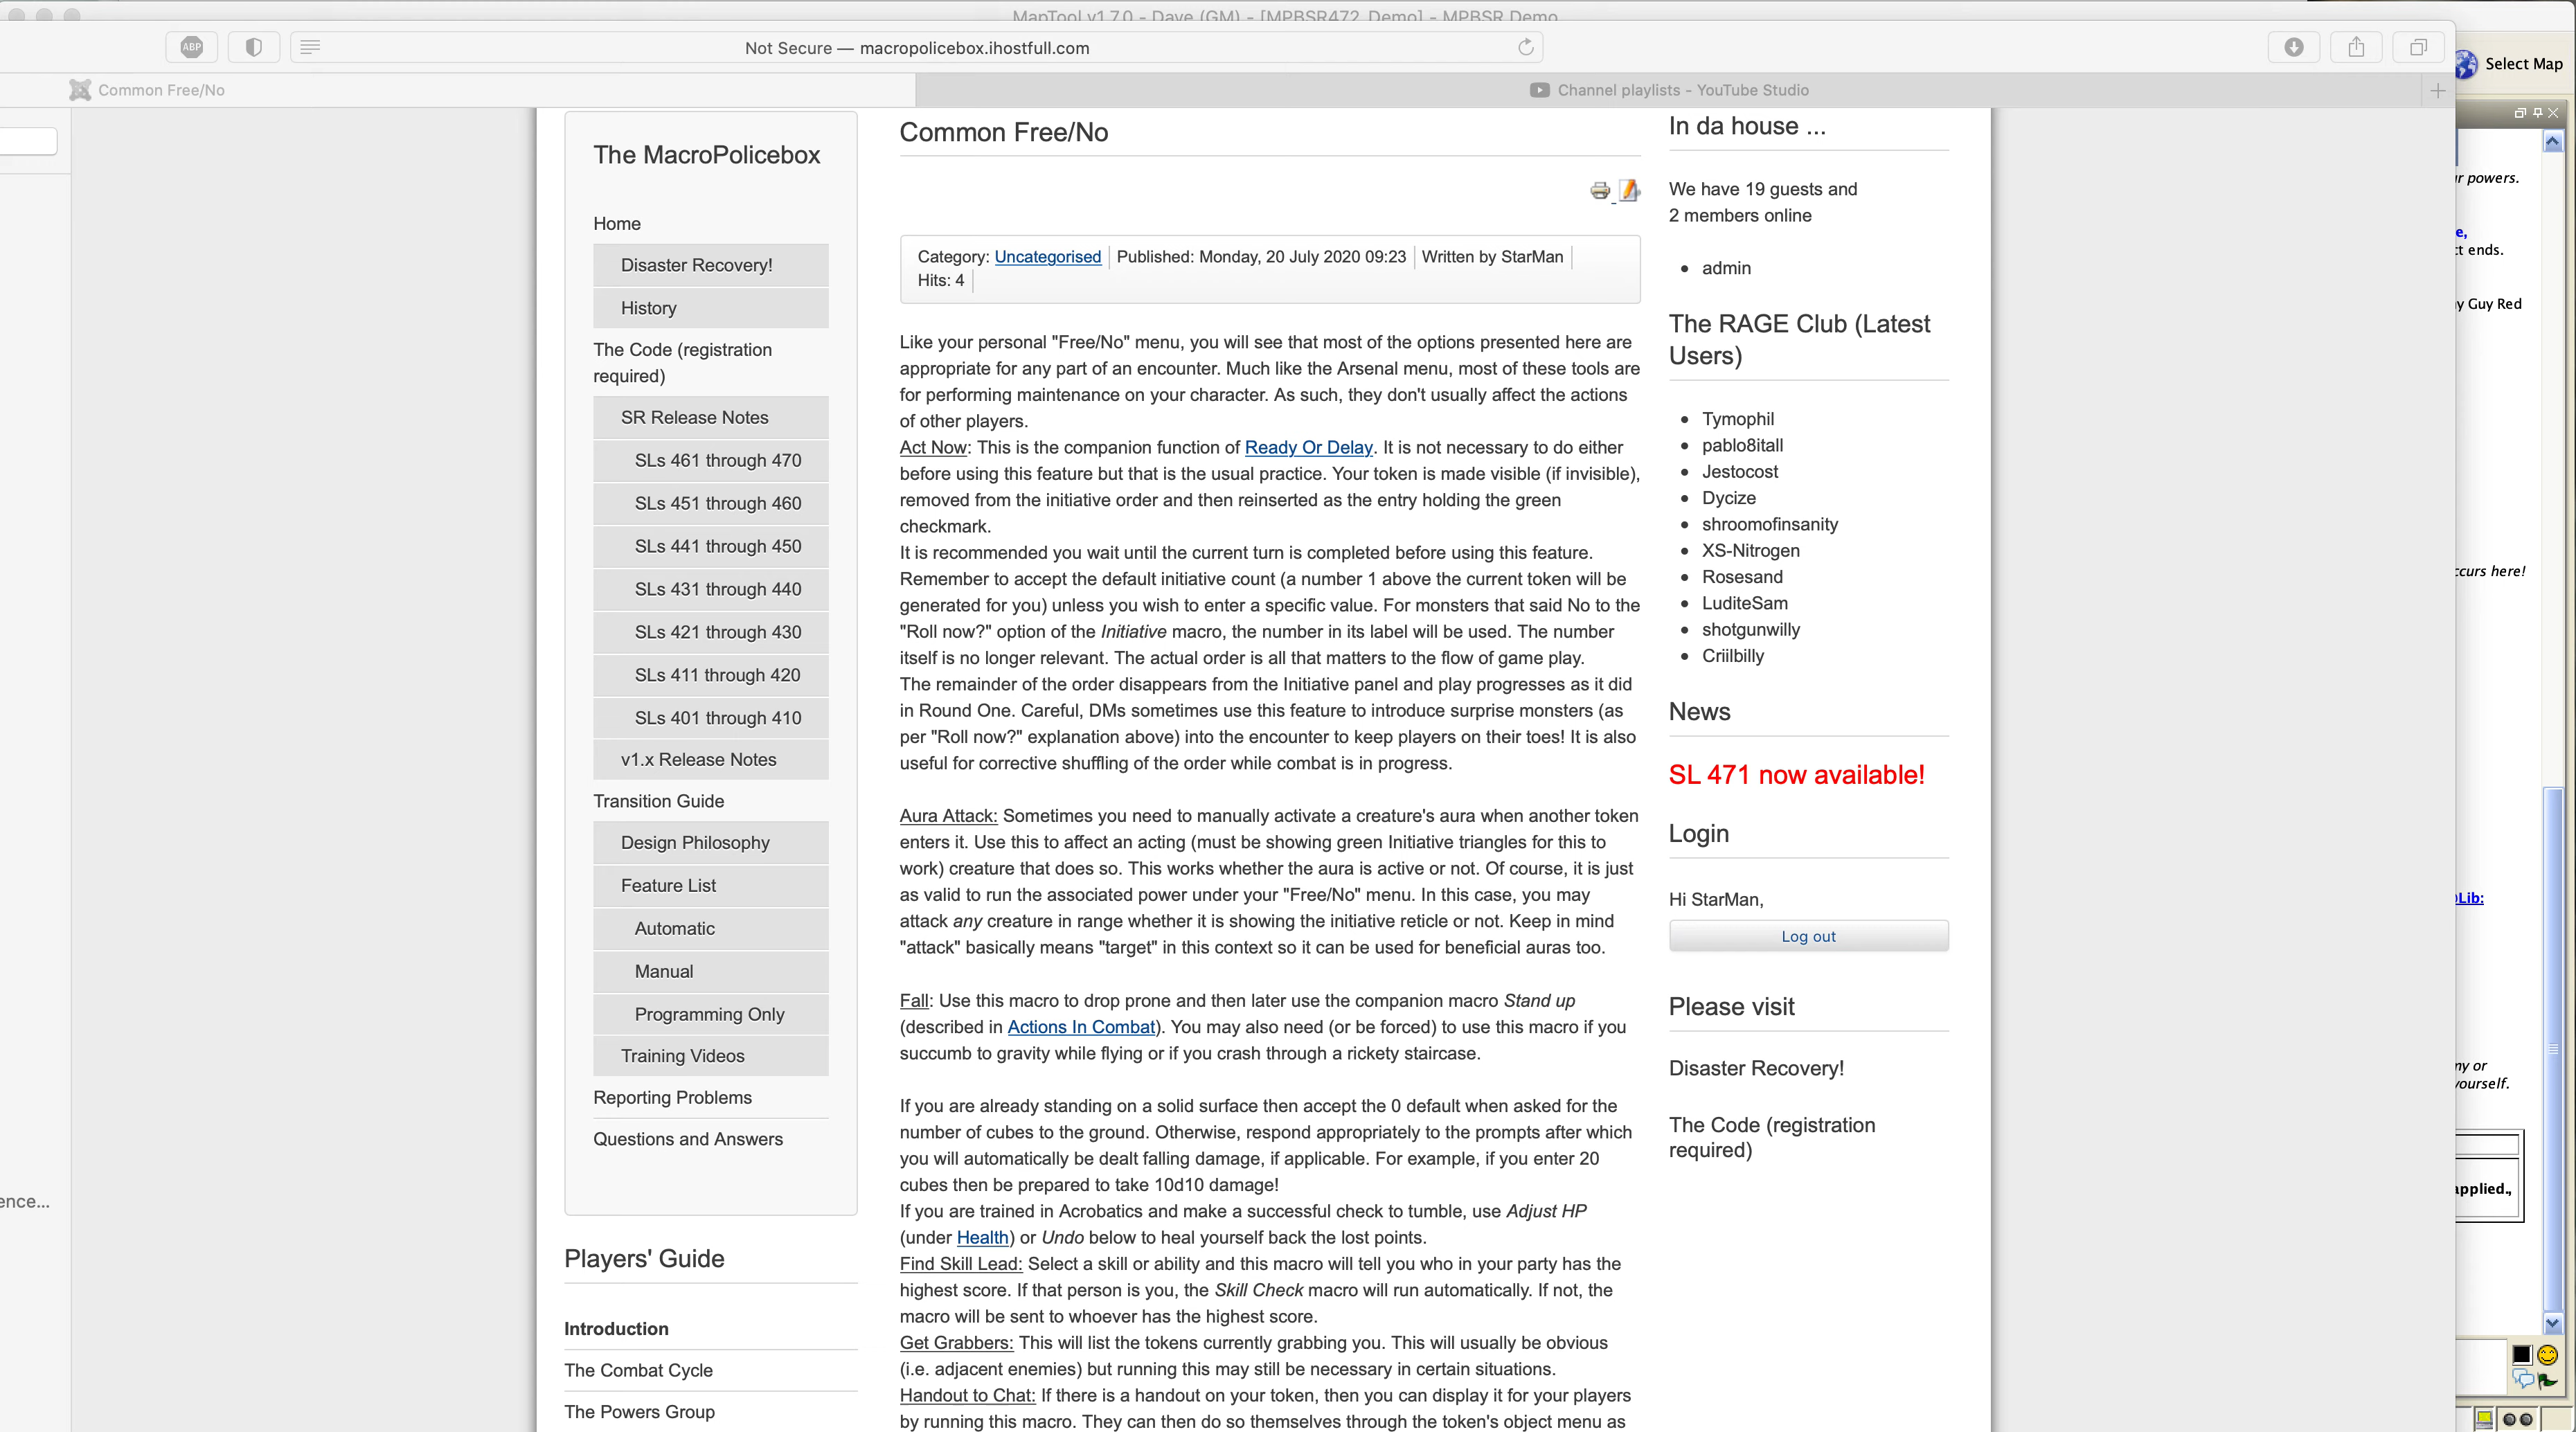 MapTool v1.7.0 - Dave (GM) - [MPBSR472_Demo] - MPBSR Demo
ABP
Not Secure — macropolicebox.ihostfull.com
Select Map
Common Free/No
Channel playlists - YouTube Studio
The MacroPolicebox
Home
Disaster Recovery!
History
The Code (registration
required)
SR Release Notes
SLs 461 through 470
SLs 451 through 460
SLs 441 through 450
SLs 431 through 440
SLs 421 through 430
SLs 411 through 420
SLs 401 through 410
v1.x Release Notes
Transition Guide
Design Philosophy
Feature List
Automatic
Manual
Programming Only
Training Videos
Reporting Problems
Questions and Answers
ence...
Players' Guide
Introduction
The Combat Cycle
The Powers Group
Common Free/No
Category: Uncategorised Published: Monday, 20 July 2020 09:23 Written by StarMan
Hits: 4
Like your personal "Free/No" menu, you will see that most of the options presented here are
appropriate for any part of an encounter. Much like the Arsenal menu, most of these tools are
for performing maintenance on your character. As such, they don't usually affect the actions
of other players.
Act Now: This is the companion function of Ready Or Delay. It is not necessary to do either
before using this feature but that is the usual practice. Your token is made visible (if invisible),
removed from the initiative order and then reinserted as the entry holding the green
checkmark.
It is recommended you wait until the current turn is completed before using this feature.
Remember to accept the default initiative count (a number 1 above the current token will be
generated for you) unless you wish to enter a specific value. For monsters that said No to the
"Roll now?" option of the Initiative macro, the number in its label will be used. The number
itself is no longer relevant. The actual order is all that matters to the flow of game play.
The remainder of the order disappears from the Initiative panel and play progresses as it did
in Round One. Careful, DMs sometimes use this feature to introduce surprise monsters (as
per "Roll now?" explanation above) into the encounter to keep players on their toes! It is also
useful for corrective shuffling of the order while combat is in progress.
Aura Attack: Sometimes you need to manually activate a creature's aura when another token
enters it. Use this to affect an acting (must be showing green Initiative triangles for this to
work) creature that does so. This works whether the aura is active or not. Of course, it is just
as valid to run the associated power under your "Free/No" menu. In this case, you may
attack any creature in range whether it is showing the initiative reticle or not. Keep in mind
"attack" basically means "target" in this context so it can be used for beneficial auras too.
Fall: Use this macro to drop prone and then later use the companion macro Stand up
(described in Actions In Combat). You may also need (or be forced) to use this macro if you
succumb to gravity while flying or if you crash through a rickety staircase.
If you are already standing on a solid surface then accept the 0 default when asked for the
number of cubes to the ground. Otherwise, respond appropriately to the prompts after which
you will automatically be dealt falling damage, if applicable. For example, if you enter 20
cubes then be prepared to take 10d10 damage!
If you are trained in Acrobatics and make a successful check to tumble, use Adjust HP
(under Health) or Undo below to heal yourself back the lost points.
Find Skill Lead: Select a skill or ability and this macro will tell you who in your party has the
highest score. If that person is you, the Skill Check macro will run automatically. If not, the
macro will be sent to whoever has the highest score.
Get Grabbers: This will list the tokens currently grabbing you. This will usually be obvious
(i.e. adjacent enemies) but running this may still be necessary in certain situations.
Handout to Chat: If there is a handout on your token, then you can display it for your players
by running this macro. They can then do so themselves through the token's object menu as
In da house ...
We have 19 guests and
2 members online
admin
The RAGE Club (Latest
Users)
Tymophil
pablo8itall
Jestocost
Dycize
shroomofinsanity
XS-Nitrogen
Rosesand
LuditeSam
shotgunwilly
Criilbilly
News
SL 471 now available!
Login
Hi StarMan,
Log out
Please visit
Disaster Recovery!
The Code (registration
required)
powers.
e,
ct ends.
y Guy Red
ccurs here!
Lib:
my or
yourself.
applied.,